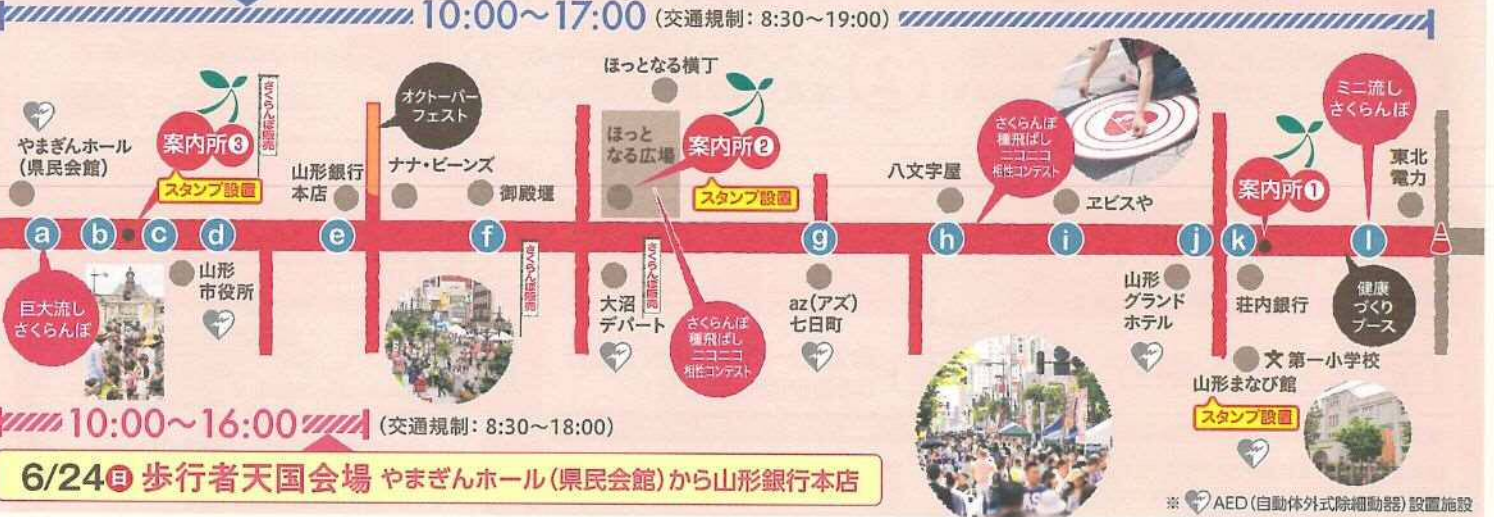 10:00～17:00（交通規制：8:30～19:00）
ほっとなる横丁
オクトーバー
フェスト
ミニ流し
さくらんぼ
やまぎんホール
（県民会館）
案内所❸
スタンプ設置
さくらんぼ販売
山形銀行
本店
ナナ・ビーンズ
御殿堰
ほっと
なる広場
案内所❷
スタンプ設置
八文字屋
さくらんぼ
種飛ばし
ニコニコ
相性コンテスト
ヱビスや
案内所❶
東北
電力
a
b
c
d
e
f
g
h
i
j
k
l
巨大流し
さくらんぼ
山形
市役所
さくらんぼ販売
大沼
デパート
さくらんぼ販売
さくらんぼ
種飛ばし
ニコニコ
相性コンテスト
az（アズ）
七日町
山形
グランド
ホテル
荘内銀行
健康
づくり
ブース
文 第一小学校
山形まなび館
スタンプ設置
10:00～16:00（交通規制：8:30～18:00）
6/24日 歩行者天国会場 やまぎんホール（県民会館）から山形銀行本店
※ AED（自動体外式除細動器）設置施設